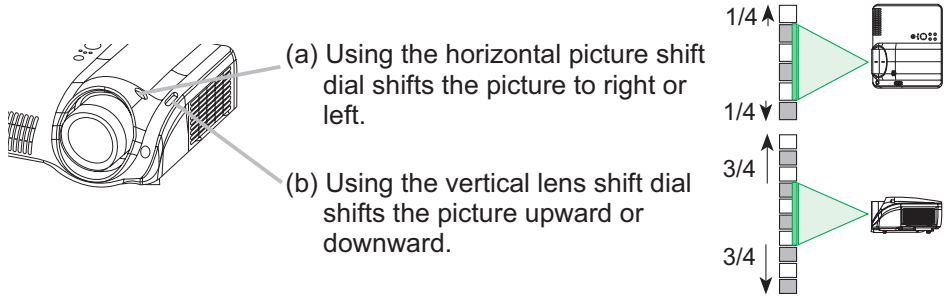 (a) Using the horizontal picture shift
dial shifts the picture to right or
left.
(b) Using the vertical lens shift dial
shifts the picture upward or
downward.
1/4
1/4
3/4
3/4